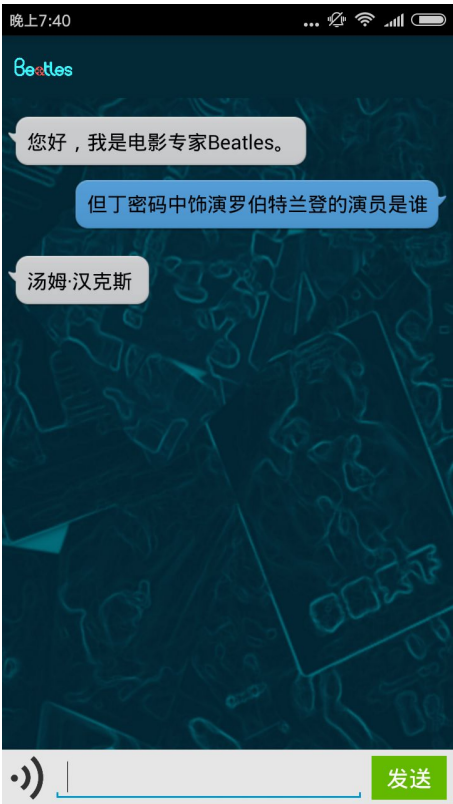 晚上7:40
Beatles
您好，我是电影专家Beatles。
但丁密码中饰演罗伯特兰登的演员是谁
汤姆·汉克斯
发送